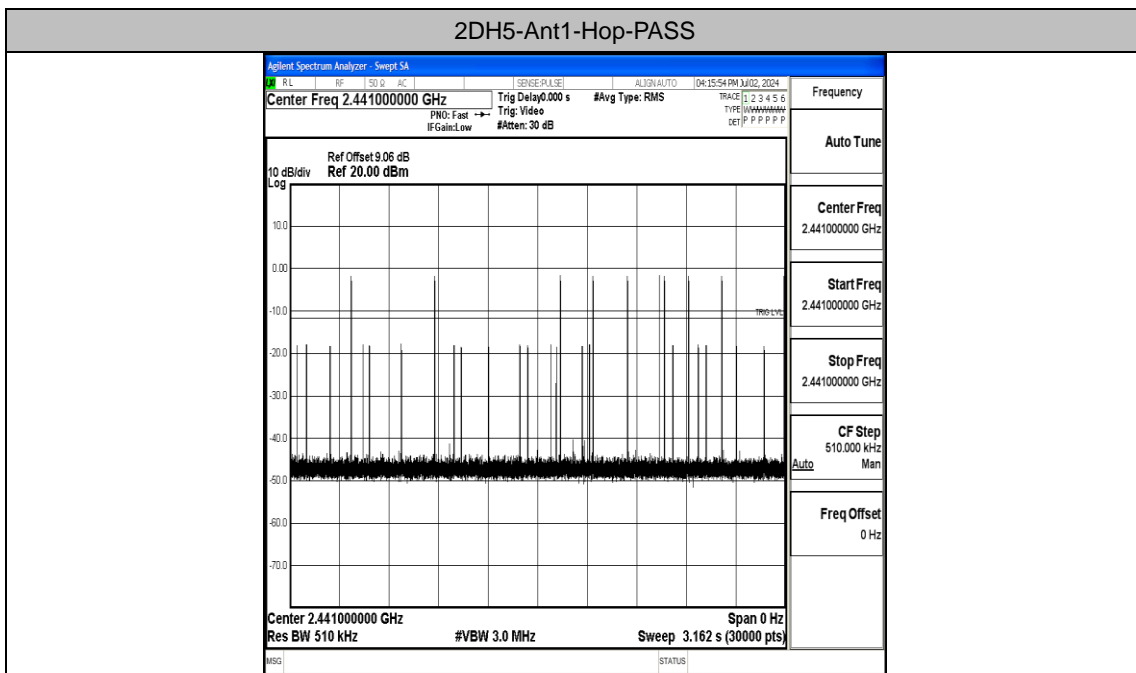 2DH5-Ant1-Hop-PASS
Agilent Spectrum Analyzer - Swept SA
LXI RL RF 50 Ω AC SENSE:PULSE ALIGN AUTO 04:15:54 PM Jul 02, 2024
Center Freq 2.441000000 GHz
PNO: Fast
IFGain:Low
Trig Delay0.000 s
Trig: Video
#Atten: 30 dB
#Avg Type: RMS
TRACE 1 2 3 4 5 6
TYPE
DET P P P P P P
Ref Offset 9.06 dB
10 dB/div Ref 20.00 dBm
Log
10.0
0.00
-10.0
TRIG LVL
-20.0
-30.0
-40.0
-50.0
-60.0
-70.0
Center 2.441000000 GHz Span 0 Hz
Res BW 510 kHz #VBW 3.0 MHz Sweep 3.162 s (30000 pts)
MSG STATUS
Frequency
Auto Tune
Center Freq
2.441000000 GHz
Start Freq
2.441000000 GHz
Stop Freq
2.441000000 GHz
CF Step
510.000 kHz
Auto Man
Freq Offset
0 Hz